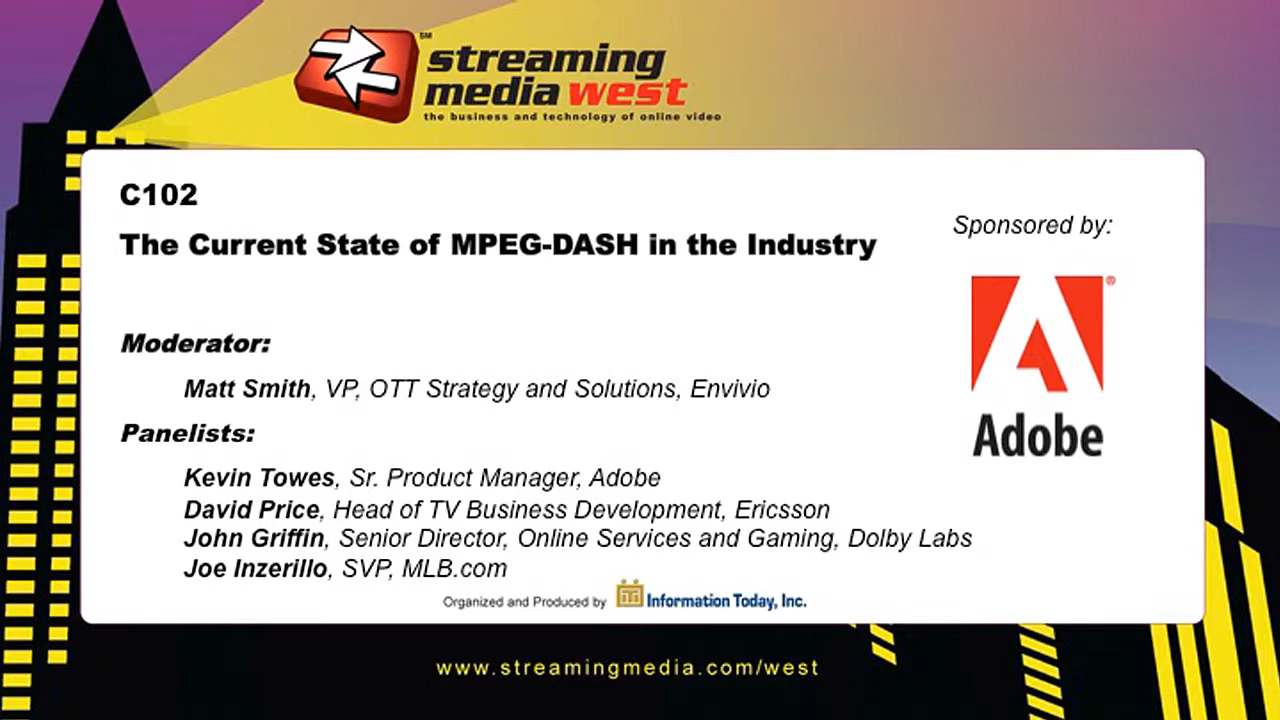 SM
streaming
media west
the business and technology of online video
C102
The Current State of MPEG-DASH in the Industry
Sponsored by:
®
Adobe
Moderator:
Matt Smith, VP, OTT Strategy and Solutions, Envivio
Panelists:
Kevin Towes, Sr. Product Manager, Adobe
David Price, Head of TV Business Development, Ericsson
John Griffin, Senior Director, Online Services and Gaming, Dolby Labs
Joe Inzerillo, SVP, MLB.com
Organized and Produced by Information Today, Inc.
www.streamingmedia.com/west